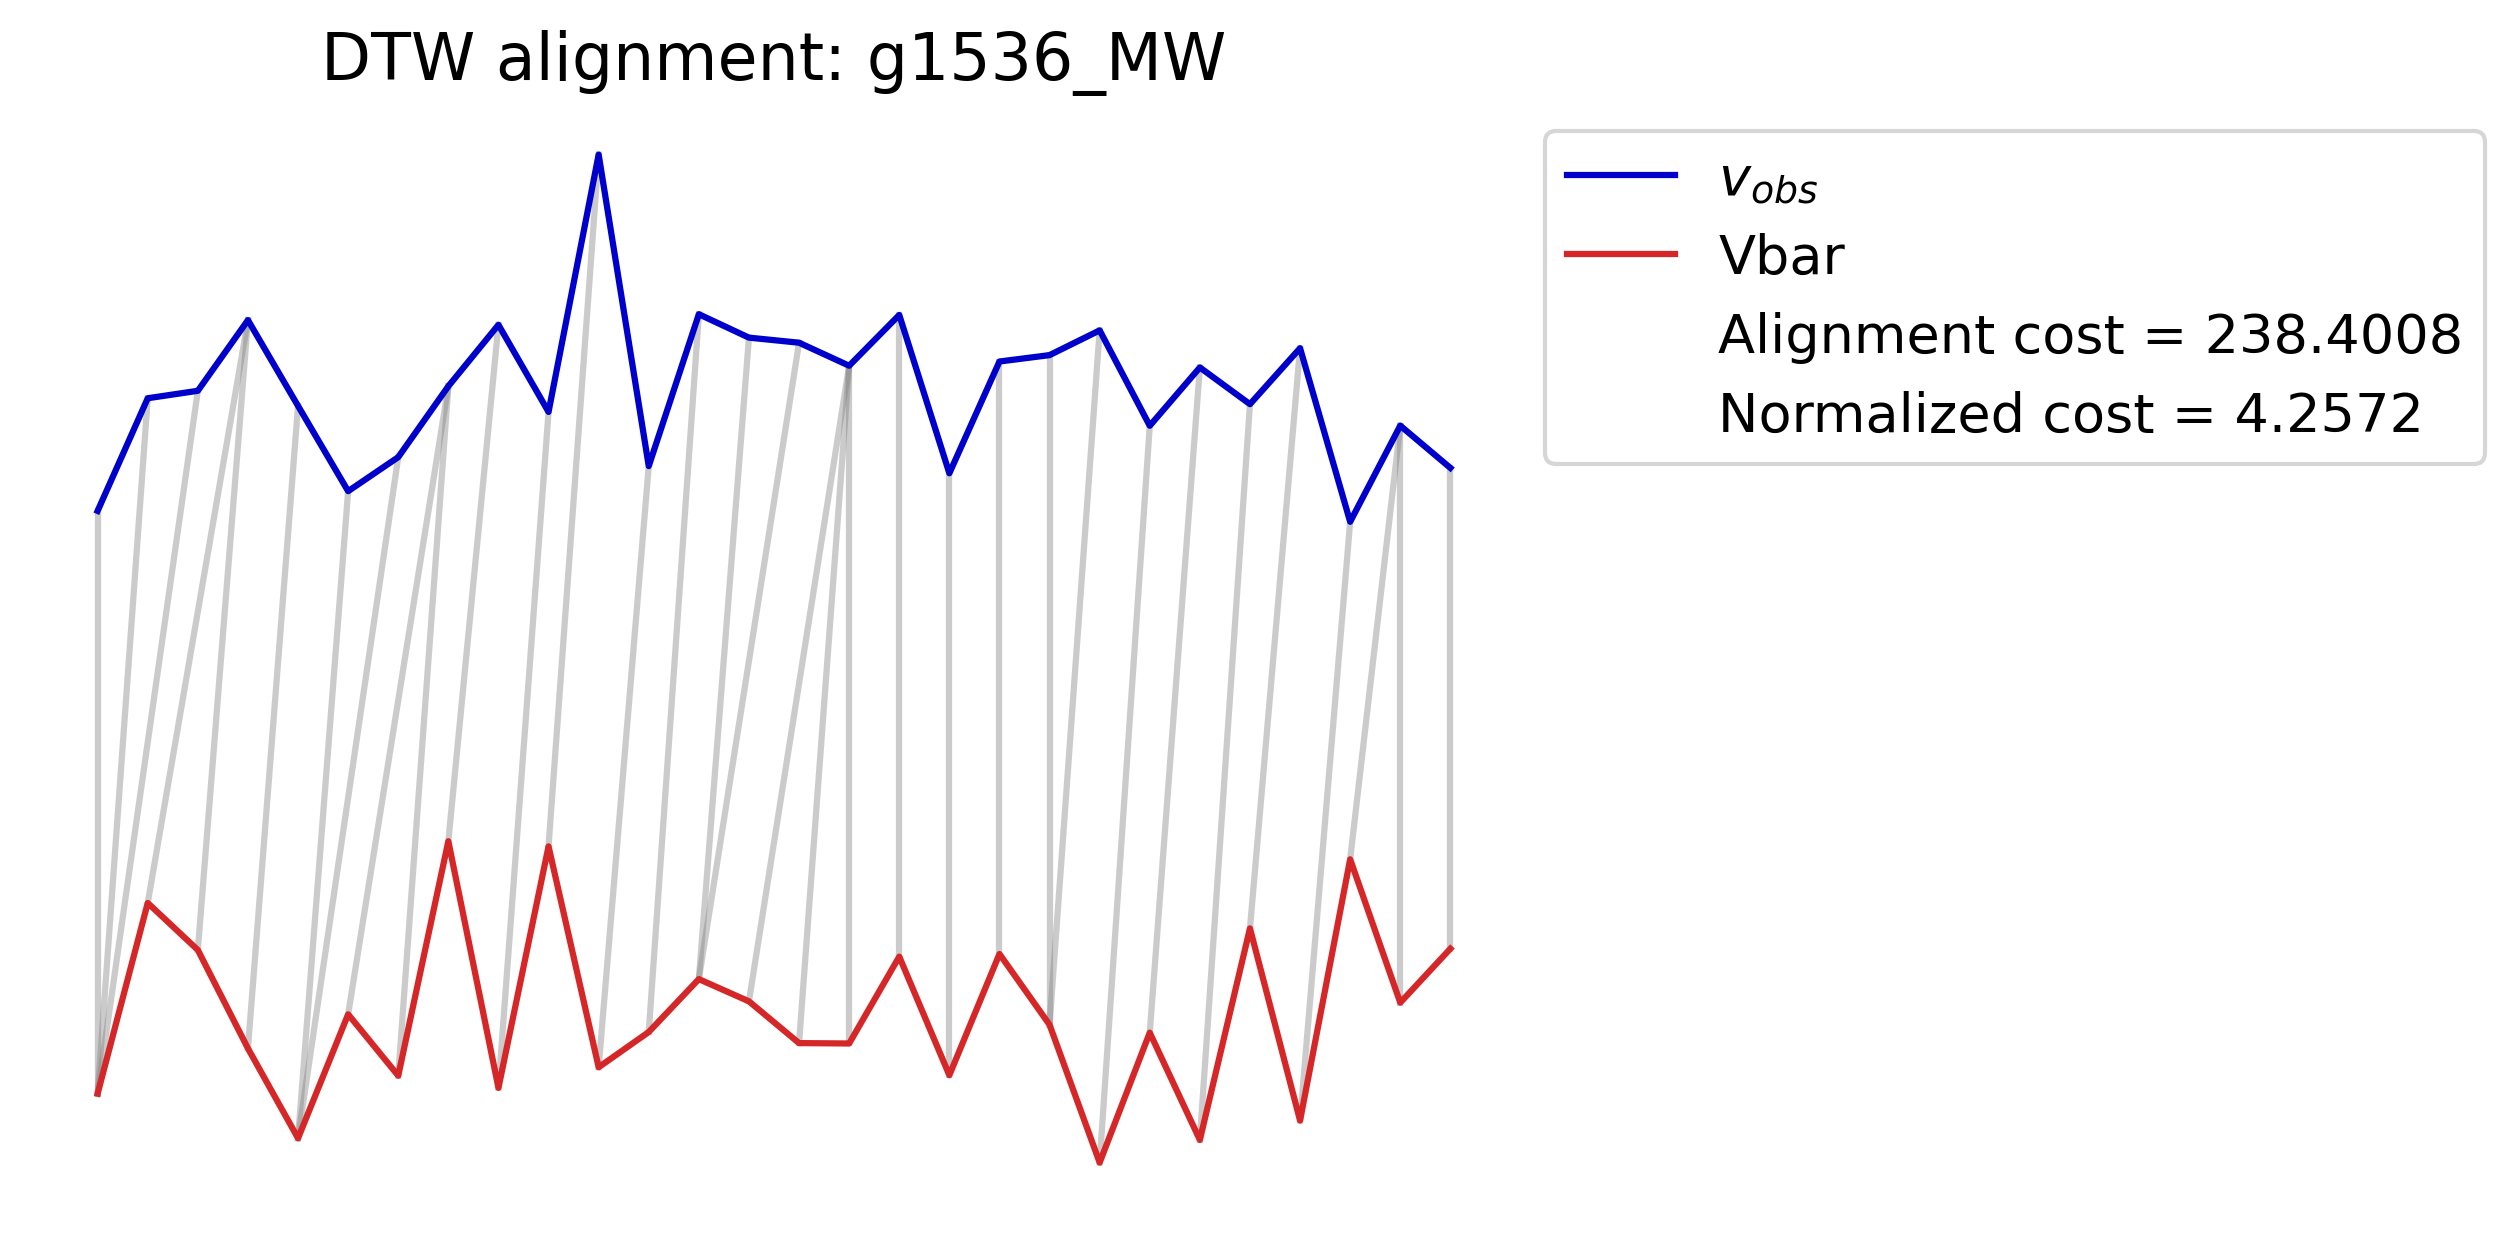 DTW alignment: g1536_MW
v_obs
Vbar
Alignment cost = 238.4008
Normalized cost = 4.2572